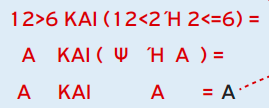 12>6 ΚΑΙ (12<2 Ή 2<=6) =
Α ΚΑΙ ( Ψ Ή Α ) =
Α ΚΑΙ Α = Α